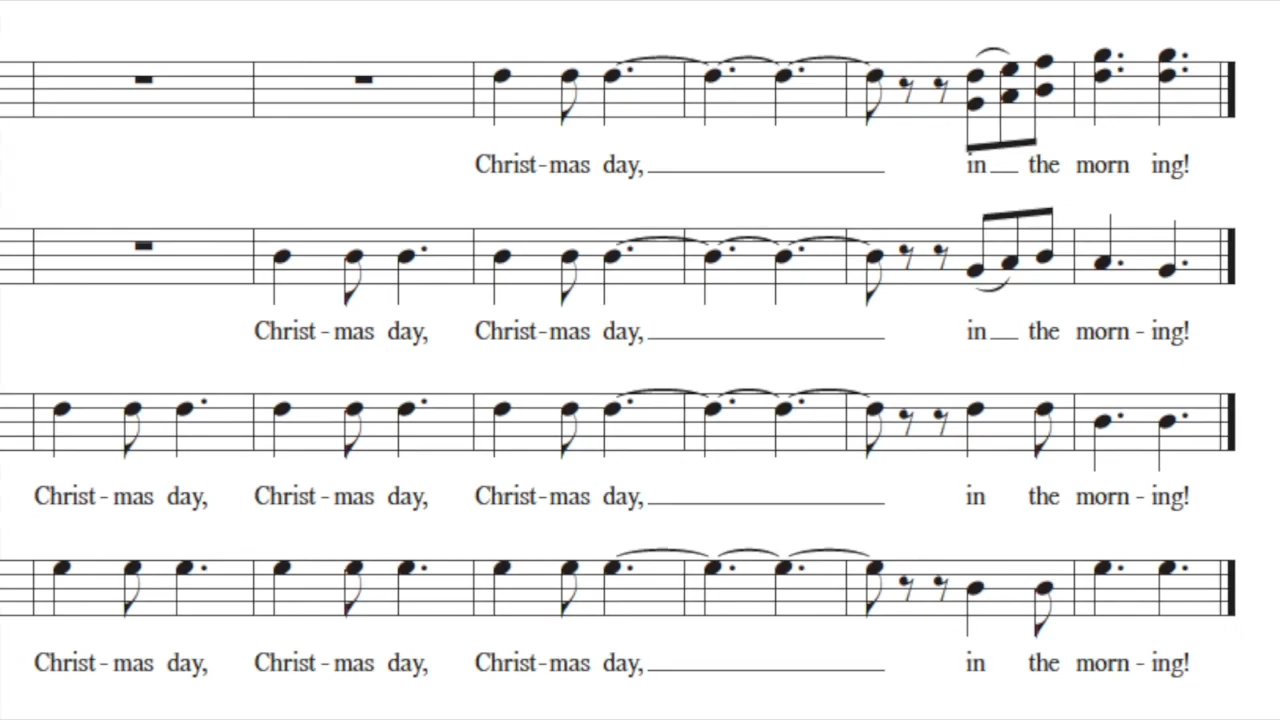 Christ-mas day, in the morn ing!
Christ-mas day, Christ-mas day, in the morn-ing!
Christ-mas day, Christ-mas day, Christ-mas day, in the morn-ing!
Christ-mas day, Christ-mas day, Christ-mas day, in the morn-ing!